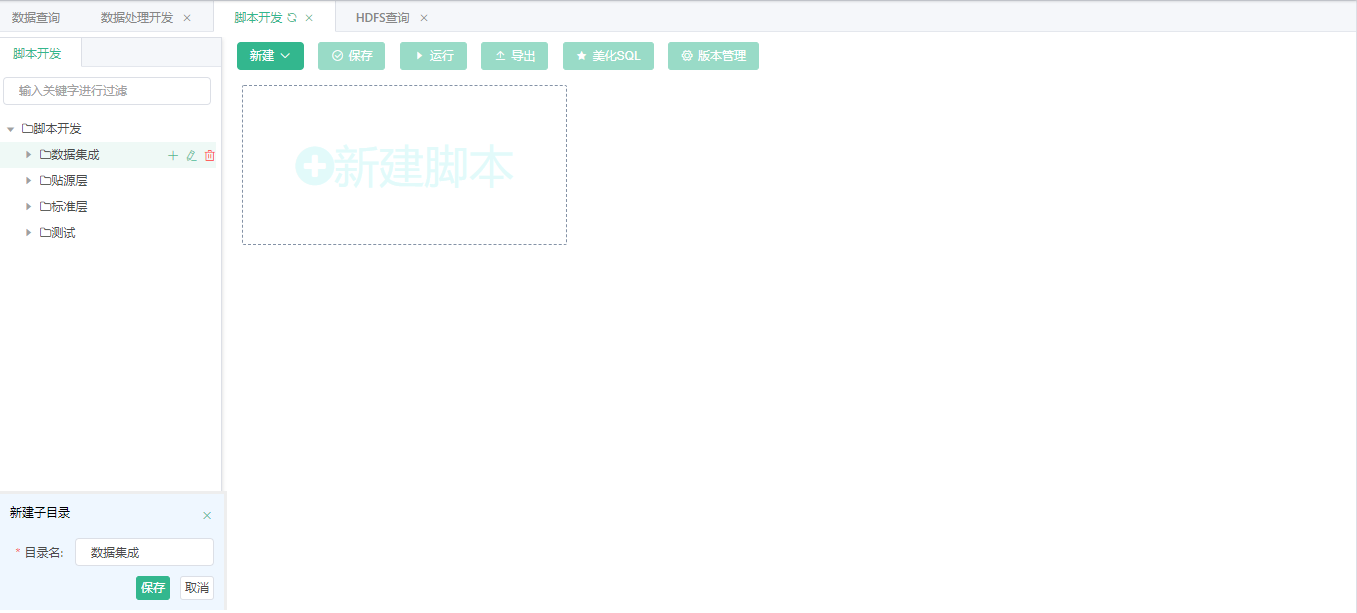 数据查询 数据处理开发 脚本开发 HDFS查询
脚本开发
新建 保存 运行 导出 美化SQL 版本管理
输入关键字进行过滤
脚本开发
数据集成
贴源层
标准层
测试
新建脚本
新建子目录
* 目录名: 数据集成
保存 取消